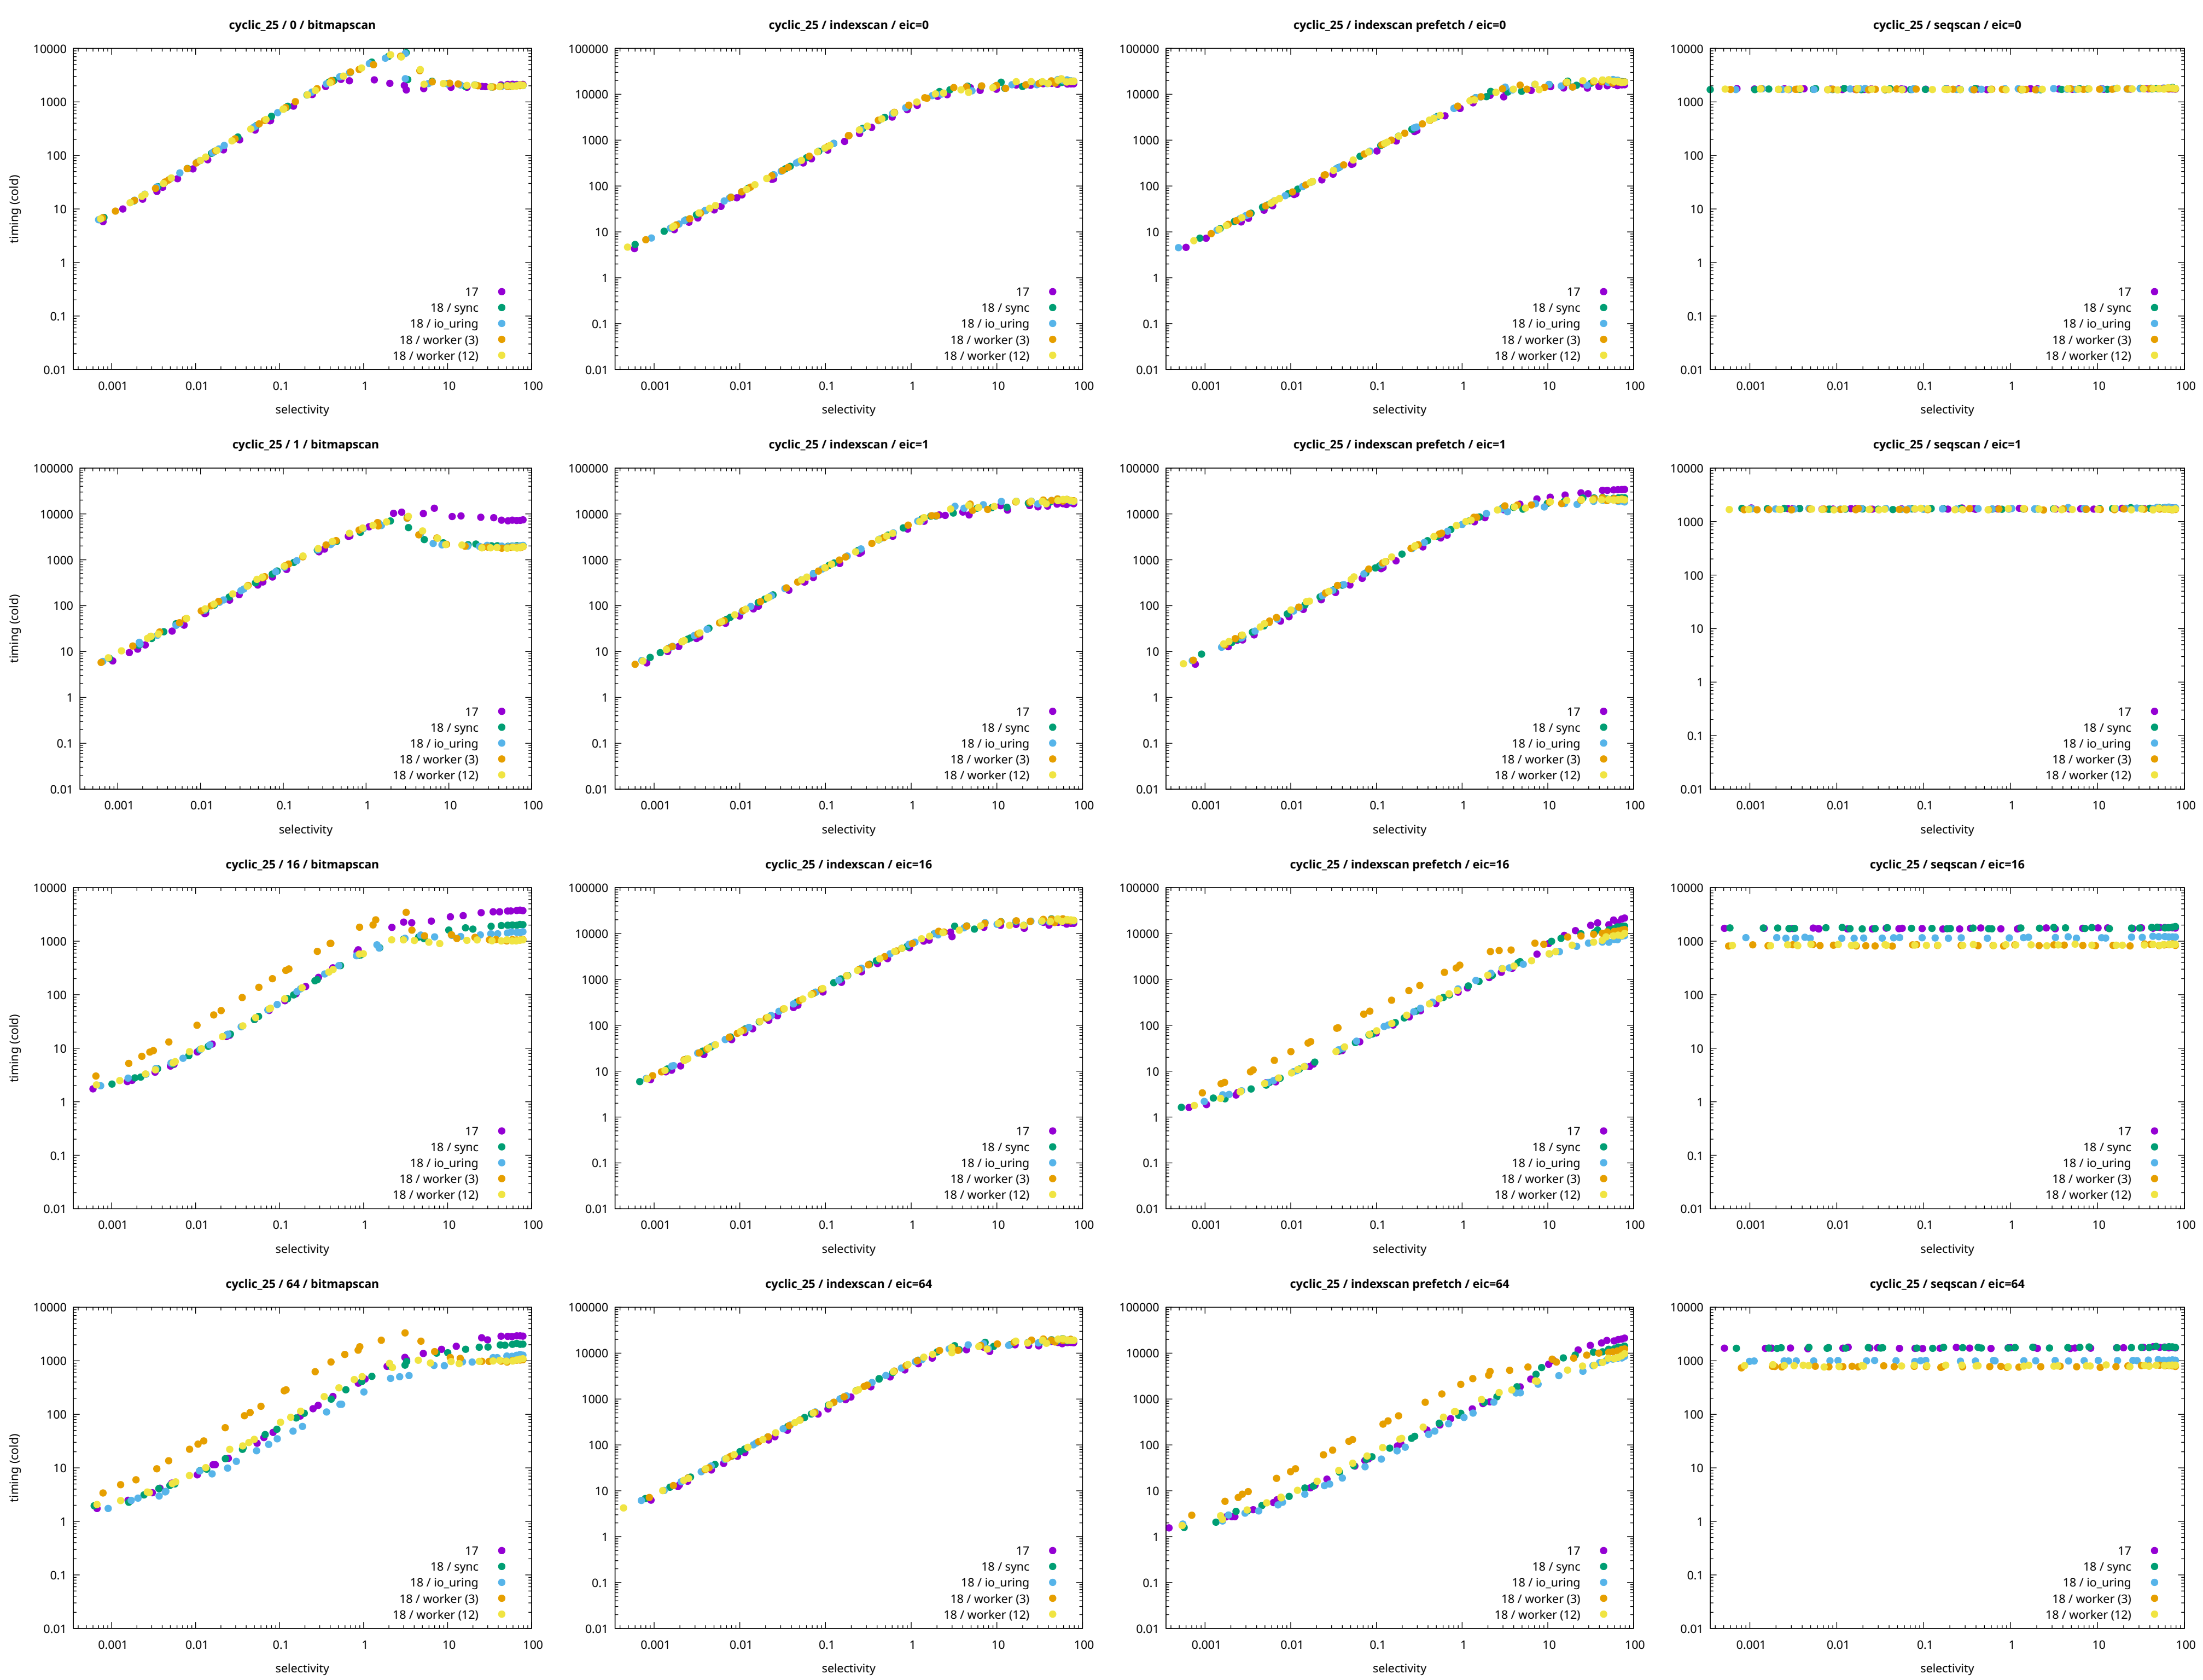 cyclic_25 / 0 / bitmapscan
timing (cold)
10000
1000
100
10
1
0.1
0.01
17
18 / sync
18 / io_uring
18 / worker (3)
18 / worker (12)
0.001 0.01 0.1 1 10 100
selectivity
cyclic_25 / indexscan / eic=0
100000
10000
1000
100
10
1
0.1
0.01
17
18 / sync
18 / io_uring
18 / worker (3)
18 / worker (12)
0.001 0.01 0.1 1 10 100
selectivity
cyclic_25 / indexscan prefetch / eic=0
100000
10000
1000
100
10
1
0.1
0.01
17
18 / sync
18 / io_uring
18 / worker (3)
18 / worker (12)
0.001 0.01 0.1 1 10 100
selectivity
cyclic_25 / seqscan / eic=0
10000
1000
100
10
1
0.1
0.01
17
18 / sync
18 / io_uring
18 / worker (3)
18 / worker (12)
0.001 0.01 0.1 1 10 100
selectivity
cyclic_25 / 1 / bitmapscan
timing (cold)
100000
10000
1000
100
10
1
0.1
0.01
17
18 / sync
18 / io_uring
18 / worker (3)
18 / worker (12)
0.001 0.01 0.1 1 10 100
selectivity
cyclic_25 / indexscan / eic=1
100000
10000
1000
100
10
1
0.1
0.01
17
18 / sync
18 / io_uring
18 / worker (3)
18 / worker (12)
0.001 0.01 0.1 1 10 100
selectivity
cyclic_25 / indexscan prefetch / eic=1
100000
10000
1000
100
10
1
0.1
0.01
17
18 / sync
18 / io_uring
18 / worker (3)
18 / worker (12)
0.001 0.01 0.1 1 10 100
selectivity
cyclic_25 / seqscan / eic=1
10000
1000
100
10
1
0.1
0.01
17
18 / sync
18 / io_uring
18 / worker (3)
18 / worker (12)
0.001 0.01 0.1 1 10 100
selectivity
cyclic_25 / 16 / bitmapscan
timing (cold)
10000
1000
100
10
1
0.1
0.01
17
18 / sync
18 / io_uring
18 / worker (3)
18 / worker (12)
0.001 0.01 0.1 1 10 100
selectivity
cyclic_25 / indexscan / eic=16
100000
10000
1000
100
10
1
0.1
0.01
17
18 / sync
18 / io_uring
18 / worker (3)
18 / worker (12)
0.001 0.01 0.1 1 10 100
selectivity
cyclic_25 / indexscan prefetch / eic=16
100000
10000
1000
100
10
1
0.1
0.01
17
18 / sync
18 / io_uring
18 / worker (3)
18 / worker (12)
0.001 0.01 0.1 1 10 100
selectivity
cyclic_25 / seqscan / eic=16
10000
1000
100
10
1
0.1
0.01
17
18 / sync
18 / io_uring
18 / worker (3)
18 / worker (12)
0.001 0.01 0.1 1 10 100
selectivity
cyclic_25 / 64 / bitmapscan
timing (cold)
10000
1000
100
10
1
0.1
0.01
17
18 / sync
18 / io_uring
18 / worker (3)
18 / worker (12)
0.001 0.01 0.1 1 10 100
selectivity
cyclic_25 / indexscan / eic=64
100000
10000
1000
100
10
1
0.1
0.01
17
18 / sync
18 / io_uring
18 / worker (3)
18 / worker (12)
0.001 0.01 0.1 1 10 100
selectivity
cyclic_25 / indexscan prefetch / eic=64
100000
10000
1000
100
10
1
0.1
0.01
17
18 / sync
18 / io_uring
18 / worker (3)
18 / worker (12)
0.001 0.01 0.1 1 10 100
selectivity
cyclic_25 / seqscan / eic=64
10000
1000
100
10
1
0.1
0.01
17
18 / sync
18 / io_uring
18 / worker (3)
18 / worker (12)
0.001 0.01 0.1 1 10 100
selectivity